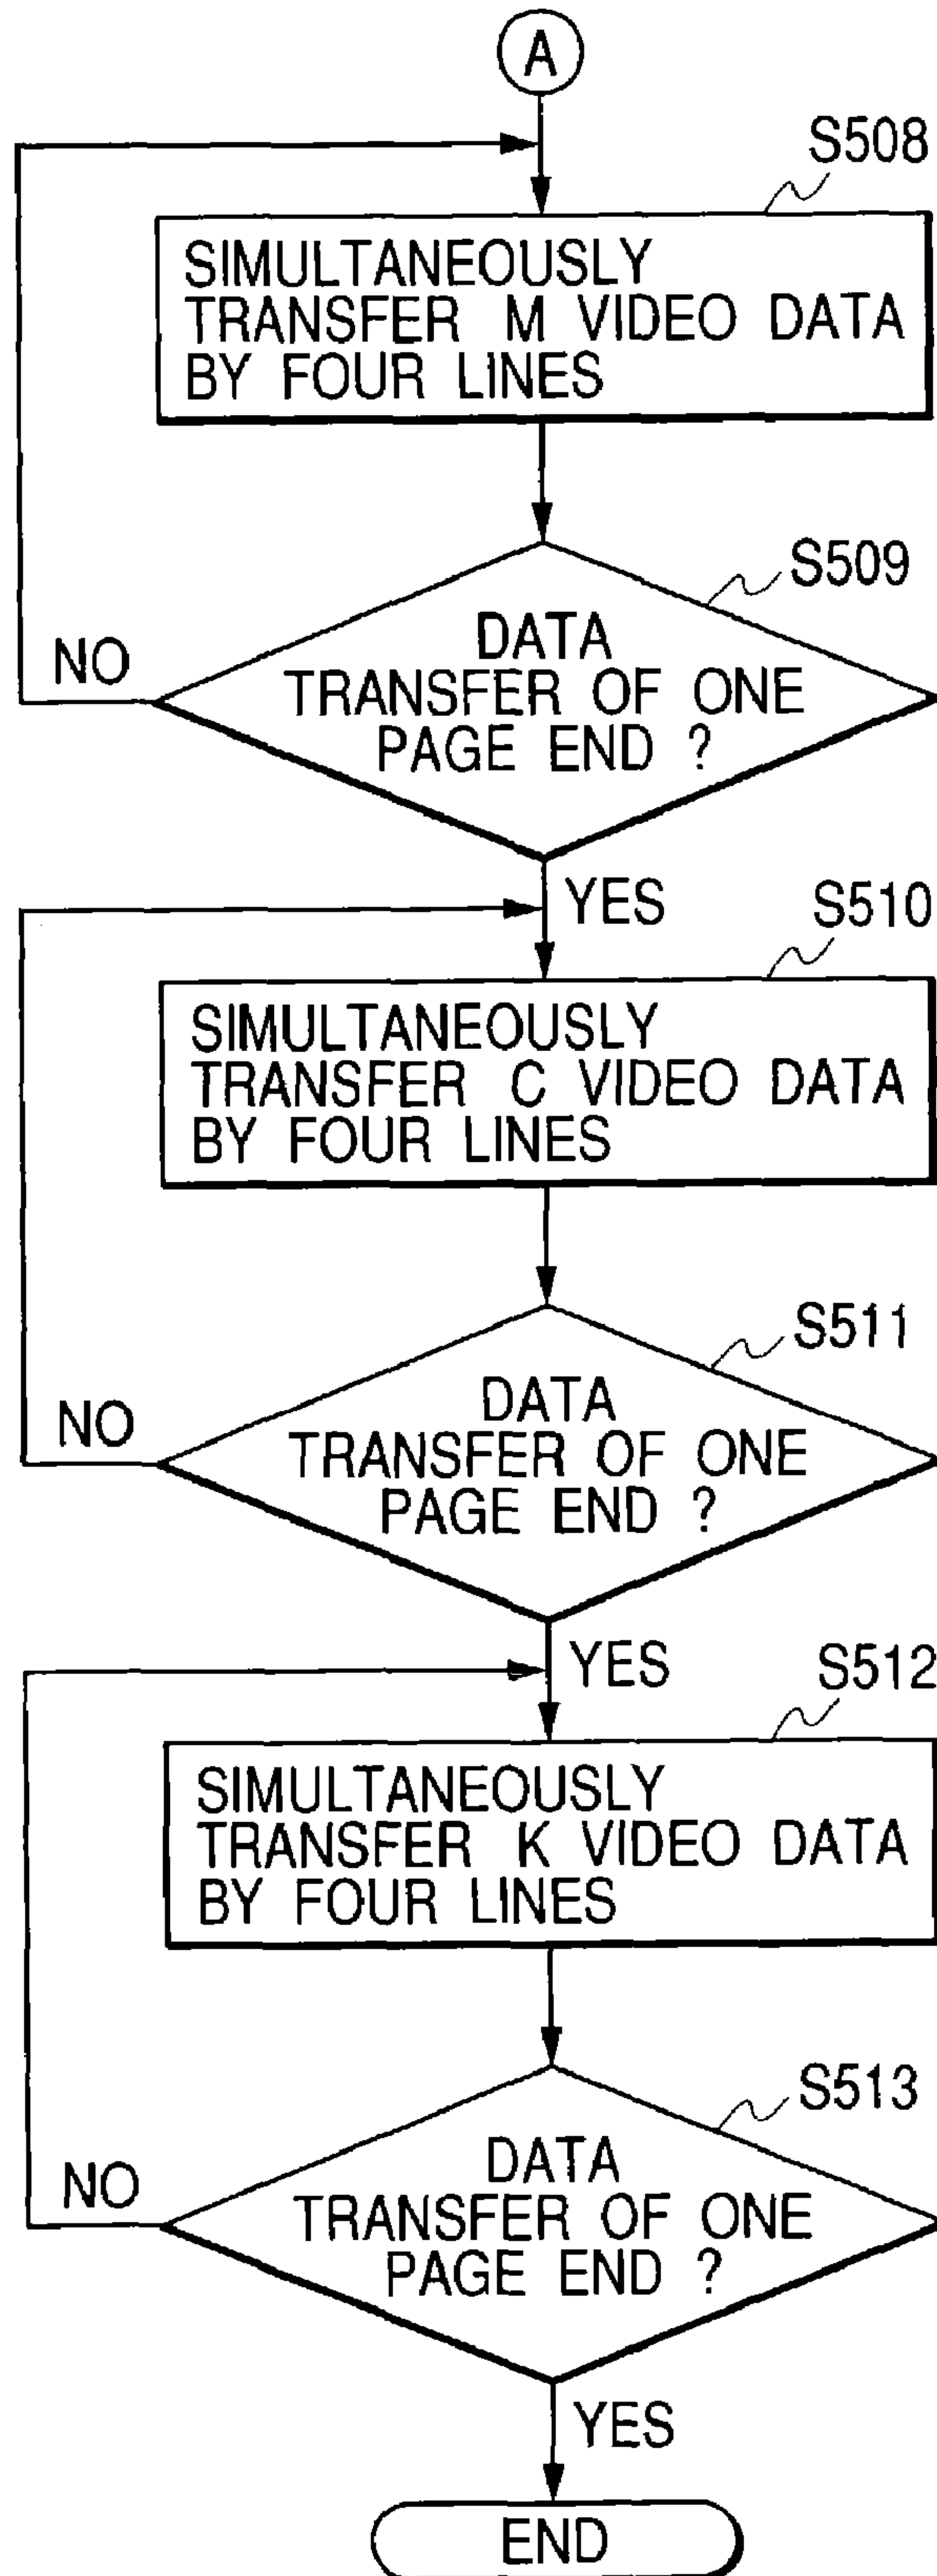 A
S508
SIMULTANEOUSLY
TRANSFER M VIDEO DATA
BY FOUR LINES
S509
DATA
TRANSFER OF ONE
PAGE END ?
NO
YES
S510
SIMULTANEOUSLY
TRANSFER C VIDEO DATA
BY FOUR LINES
S511
DATA
TRANSFER OF ONE
PAGE END ?
NO
YES
S512
SIMULTANEOUSLY
TRANSFER K VIDEO DATA
BY FOUR LINES
S513
DATA
TRANSFER OF ONE
PAGE END ?
NO
YES
END